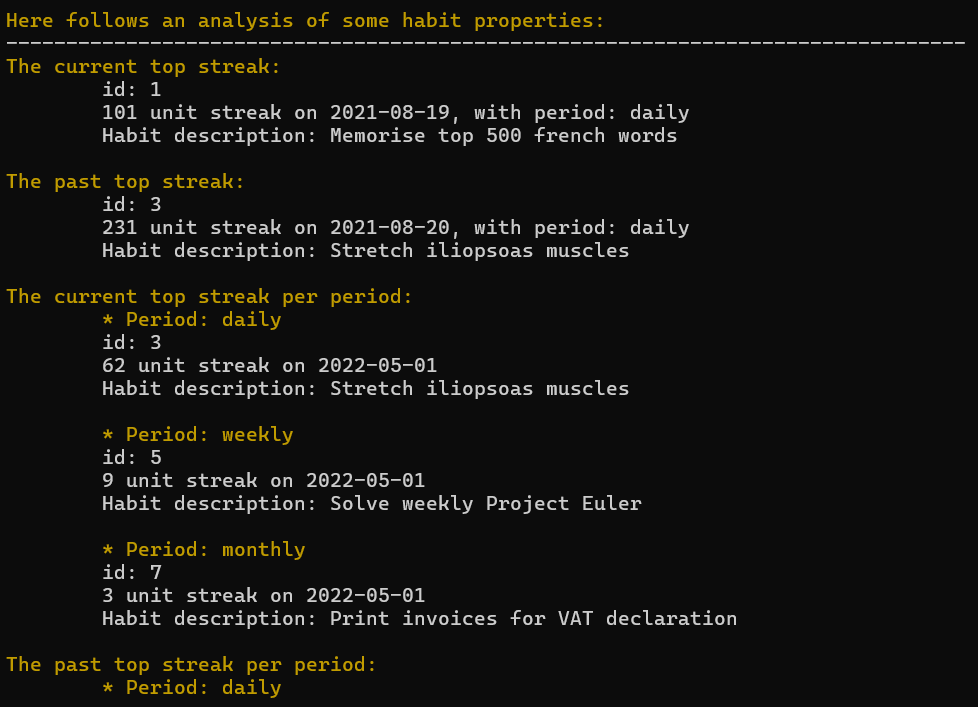 Here follows an analysis of some habit properties:
--------------------------------------------------------------------------------
The current top streak:
id: 1
101 unit streak on 2021-08-19, with period: daily
Habit description: Memorise top 500 french words
The past top streak:
id: 3
231 unit streak on 2021-08-20, with period: daily
Habit description: Stretch iliopsoas muscles
The current top streak per period:
* Period: daily
id: 3
62 unit streak on 2022-05-01
Habit description: Stretch iliopsoas muscles
* Period: weekly
id: 5
9 unit streak on 2022-05-01
Habit description: Solve weekly Project Euler
* Period: monthly
id: 7
3 unit streak on 2022-05-01
Habit description: Print invoices for VAT declaration
The past top streak per period:
* Period: daily